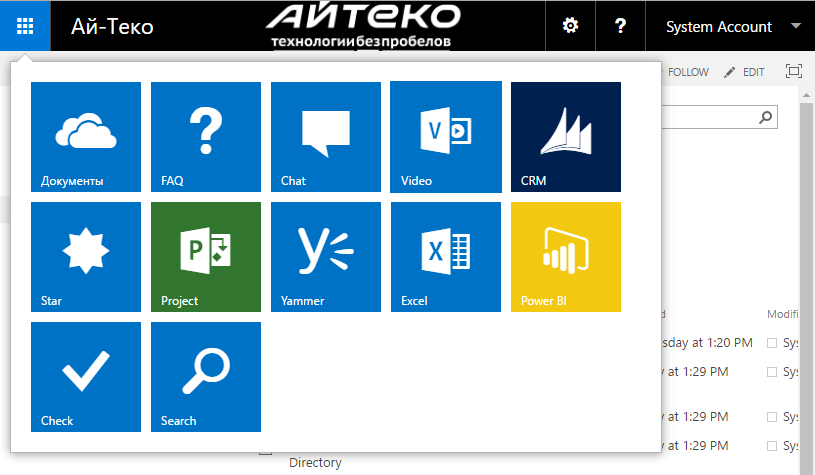 Ай-Теко
АЙТЕКО
технологиибезпробелов
?
System Account
FOLLOW
EDIT
Документы
FAQ
Chat
Video
CRM
Star
Project
Yammer
Excel
Power BI
Check
Search
Modifi
sday at 1:20 PM
Sys
y at 1:29 PM
Sys
y at 1:29 PM
Sys
y at 1:29 PM
Sys
Directory